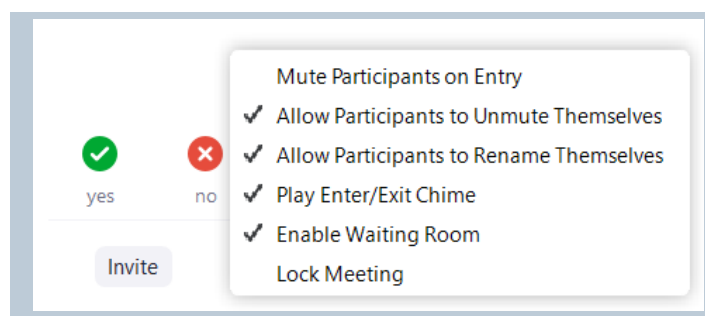 Mute Participants on Entry
Allow Participants to Unmute Themselves
Allow Participants to Rename Themselves
Play Enter/Exit Chime
Enable Waiting Room
Lock Meeting
yes
no
Invite